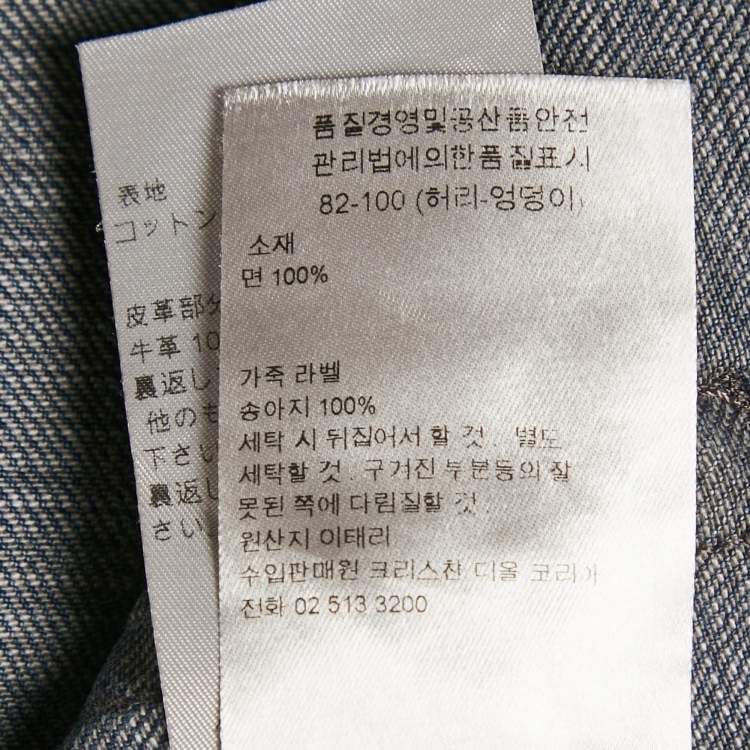 表地
コットン
皮革部分
牛革 10
裏返し
他のも
下さい
裏返し
さい
품질경영및공산품안전
관리법에의한품질표시
82-100 (허리-엉덩이)
소재
면 100%
가죽 라벨
송아지 100%
세탁 시 뒤집어서 할 것 . 별도
세탁할 것 . 구겨진 부분등의 잘
못된 쪽에 다림질할 것 .
원산지 이태리
수입판매원 크리스챤 디올 코리아
전화 02 513 3200